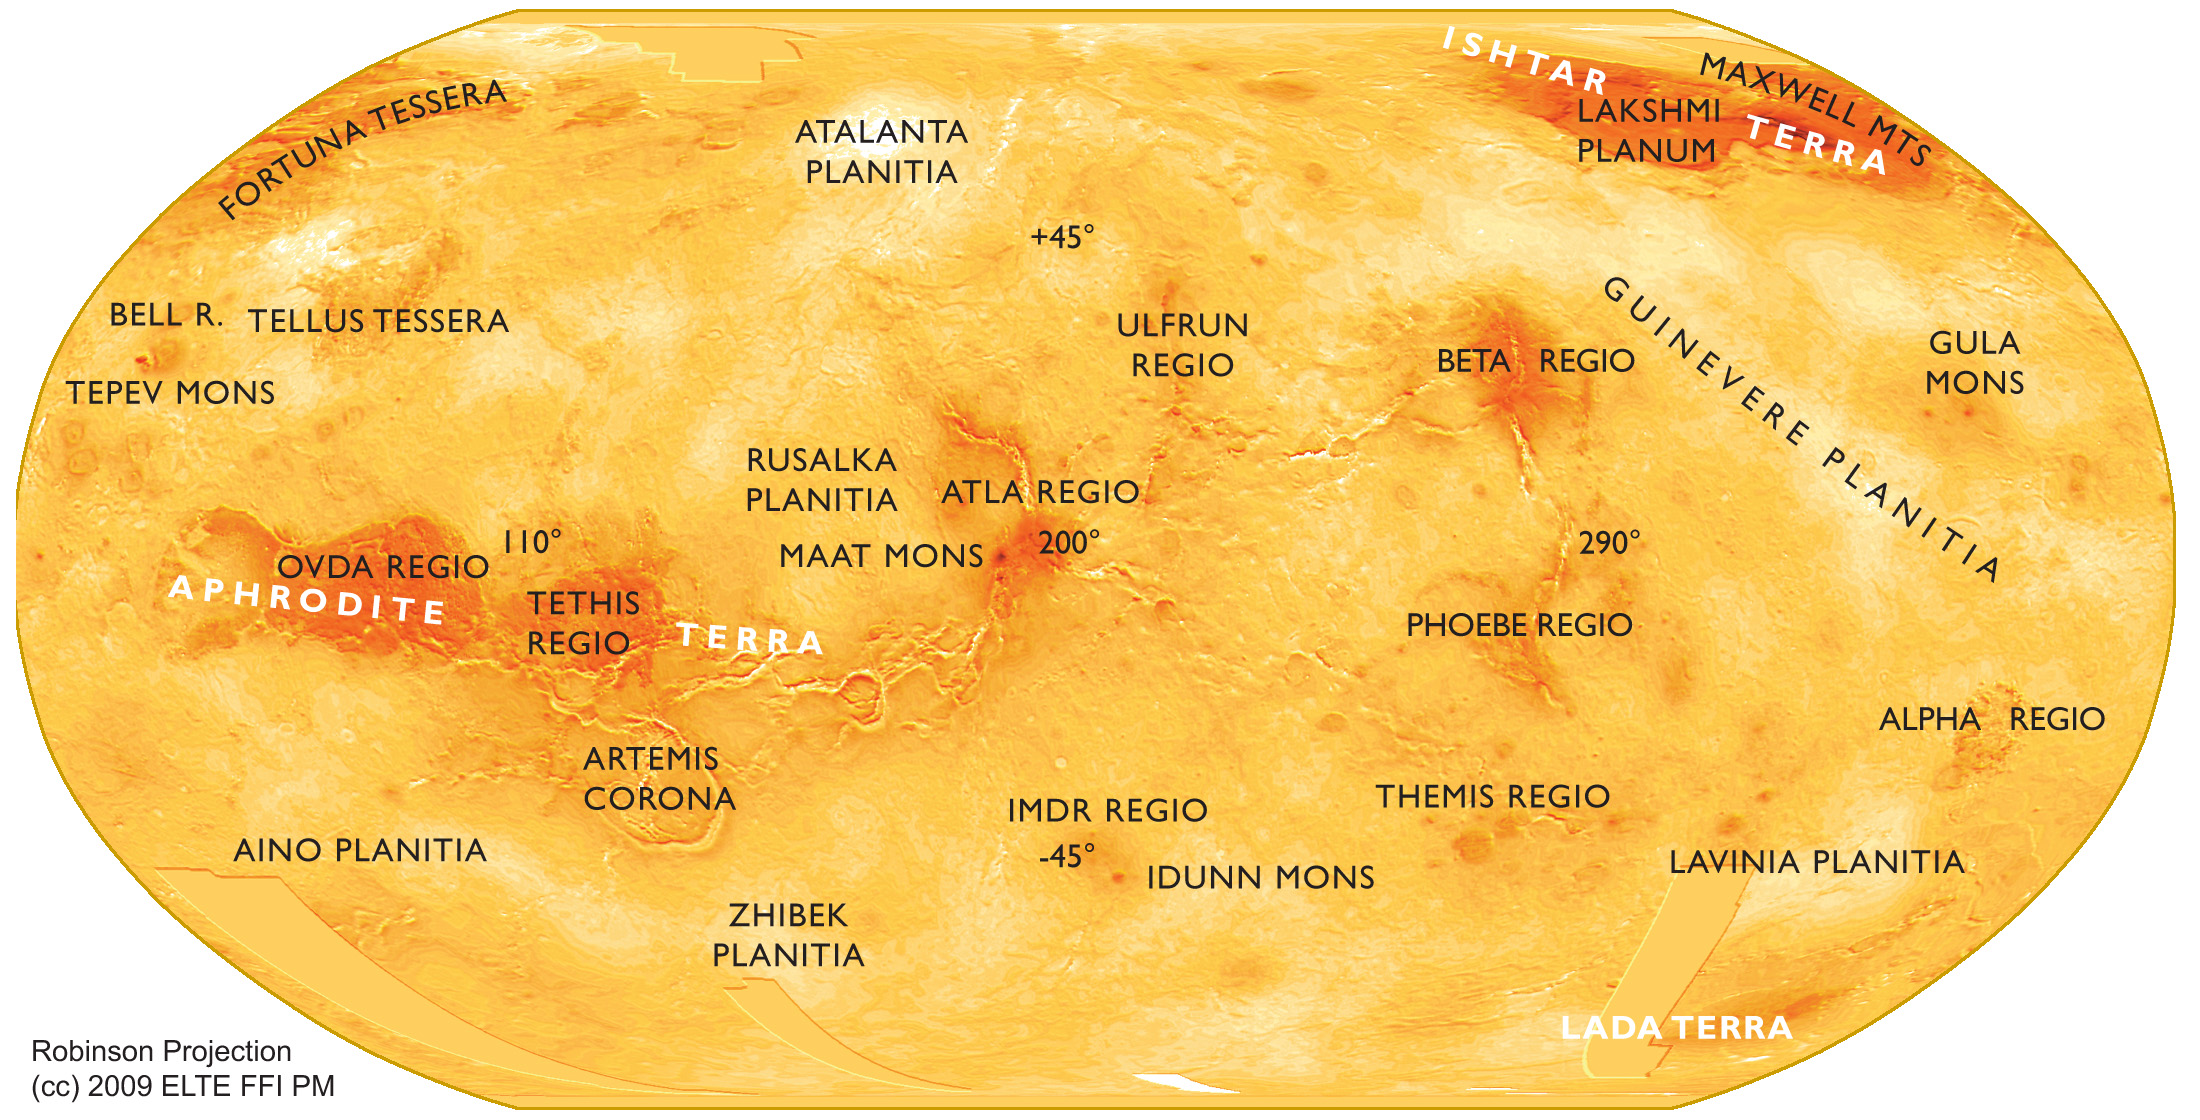 ISHTAR
MAXWELL MTS
FORTUNA TESSERA
LAKSHMI
PLANUM
TERRA
ATALANTA
PLANITIA
+45°
BELL R.
TELLUS TESSERA
ULFRUN
REGIO
BETA REGIO
GUINEVERE PLANITIA
GULA
MONS
TEPEV MONS
RUSALKA
PLANITIA
ATLA REGIO
110°
MAAT MONS
200°
290°
OVDA REGIO
APHRODITE
TETHIS
REGIO
TERRA
PHOEBE REGIO
ALPHA REGIO
ARTEMIS
CORONA
IMDR REGIO
THEMIS REGIO
AINO PLANITIA
-45°
IDUNN MONS
LAVINIA PLANITIA
ZHIBEK
PLANITIA
LADA TERRA
Robinson Projection
(cc) 2009 ELTE FFI PM